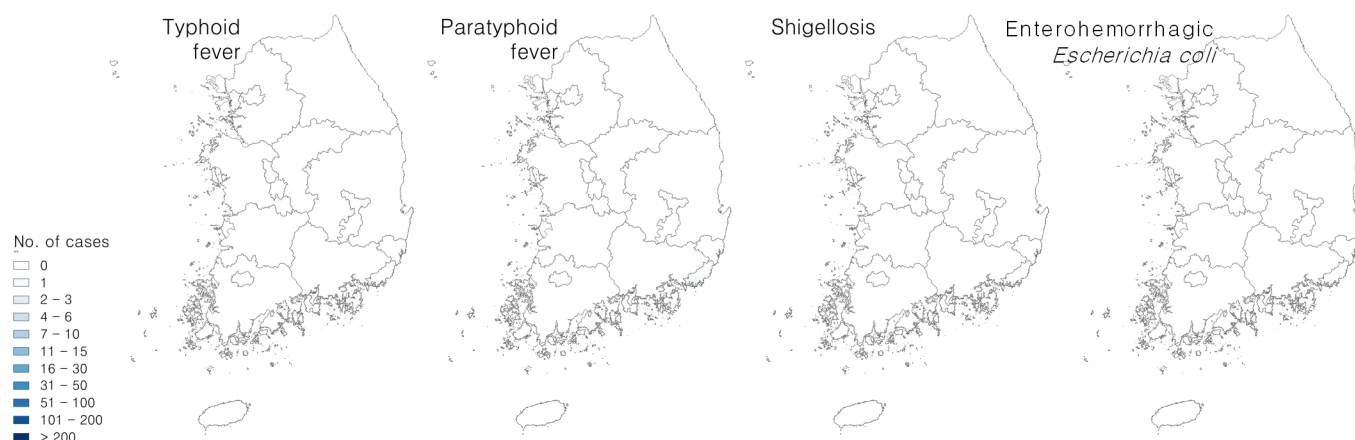 Typhoid
fever
Paratyphoid
fever
Shigellosis
Enterohemorrhagic
Escherichia coli
No. of cases
0
1
2 – 3
4 – 6
7 – 10
11 – 15
16 – 30
31 – 50
51 – 100
101 – 200
> 200